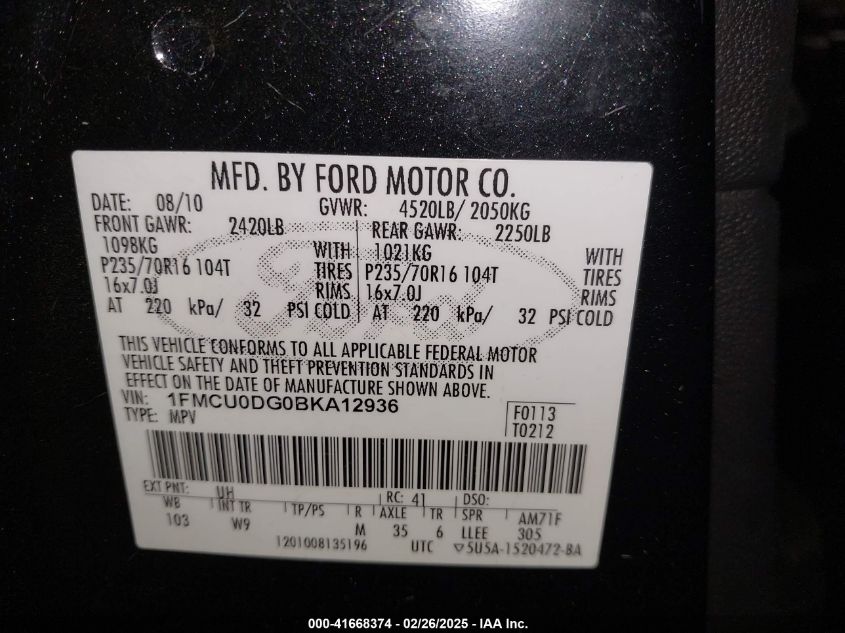 MFD. BY FORD MOTOR CO.
DATE: 08/10 GVWR: 4520LB/ 2050KG
FRONT GAWR: 2420LB REAR GAWR: 2250LB
1098KG WITH 1021KG WITH
P235/70R16 104T TIRES P235/70R16 104T TIRES
16x7.0J RIMS 16x7.0J RIMS
AT 220 kPa/ 32 PSI COLD AT 220 kPa/ 32 PSI COLD
Ford
THIS VEHICLE CONFORMS TO ALL APPLICABLE FEDERAL MOTOR
VEHICLE SAFETY AND THEFT PREVENTION STANDARDS IN
EFFECT ON THE DATE OF MANUFACTURE SHOWN ABOVE.
VIN: 1FMCU0DG0BKA12936
TYPE: MPV
F0113
T0212
EXT PNT: UH RC: 41 DSO:
WB INT TR TP/PS R AXLE TR SPR AM71F
103 W9 M 35 6 LLEE 305
1201008135196 UTC ▽5U5A-1520472-BA
000-41668374 - 02/26/2025 - IAA Inc.